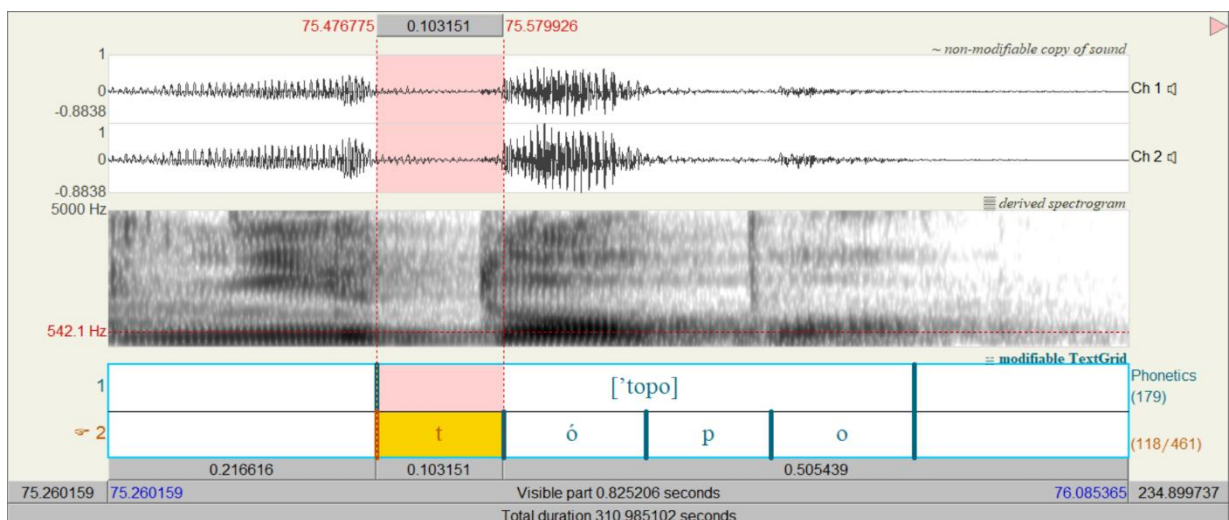 75.476775 0.103151 75.579926
~ non-modifiable copy of sound
1
0
-0.8838
Ch 1
1
0
-0.8838
Ch 2
5000 Hz
derived spectrogram
542.1 Hz
modifiable TextGrid
1 ['topo] Phonetics
(179)
2 t ó p o (118/461)
0.216616 0.103151 0.505439
75.260159 75.260159 Visible part 0.825206 seconds 76.085365 234.899737
Total duration 310.985102 seconds